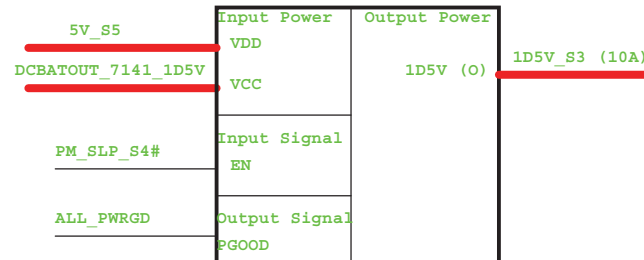 Input Power
Output Power
5V_S5
VDD
1D5V_S3 (10A)
DCBATOUT_7141_1D5V
1D5V (O)
VCC
Input Signal
PM_SLP_S4#
EN
ALL_PWRGD
Output Signal
PGOOD